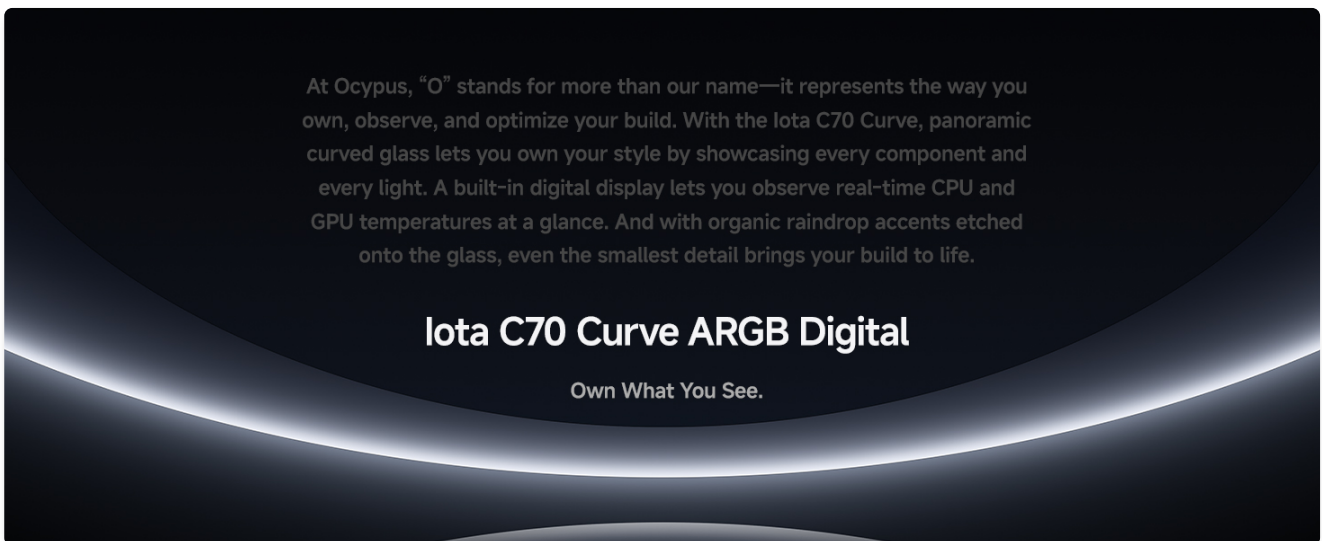 At Ocypus, “O” stands for more than our name—it represents the way you
own, observe, and optimize your build. With the Iota C70 Curve, panoramic
curved glass lets you own your style by showcasing every component and
every light. A built-in digital display lets you observe real-time CPU and
GPU temperatures at a glance. And with organic raindrop accents etched
onto the glass, even the smallest detail brings your build to life.
Iota C70 Curve ARGB Digital
Own What You See.